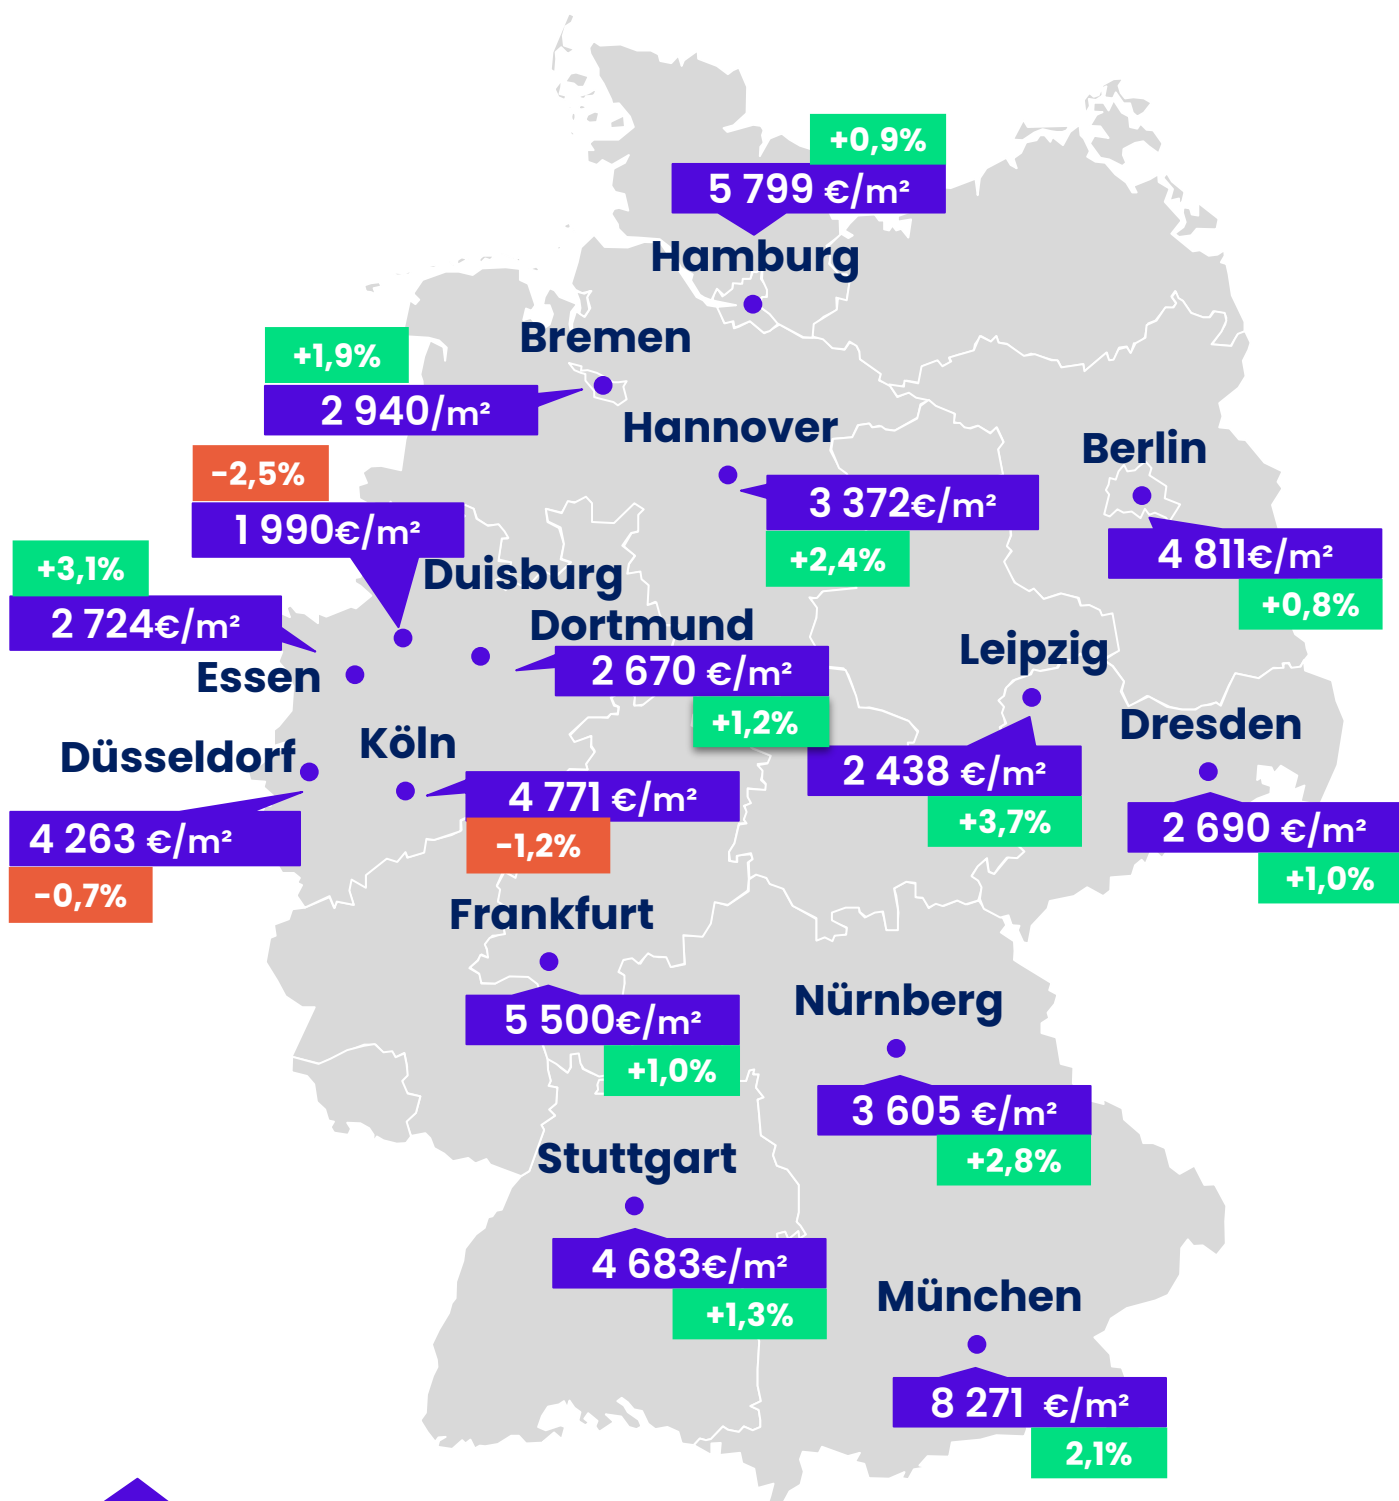 +0,9%
5 799 €/m²
Hamburg
Bremen
+1,9%
2 940/m²
Hannover
3 372€/m²
+2,4%
Berlin
4 811€/m²
+0,8%
-2,5%
1 990€/m²
Duisburg
+3,1%
2 724€/m²
Essen
Dortmund
2 670 €/m²
+1,2%
Leipzig
2 438 €/m²
+3,7%
Dresden
2 690 €/m²
+1,0%
Düsseldorf
4 263 €/m²
-0,7%
Köln
4 771 €/m²
-1,2%
Frankfurt
5 500€/m²
+1,0%
Nürnberg
3 605 €/m²
+2,8%
Stuttgart
4 683€/m²
+1,3%
München
8 271 €/m²
2,1%